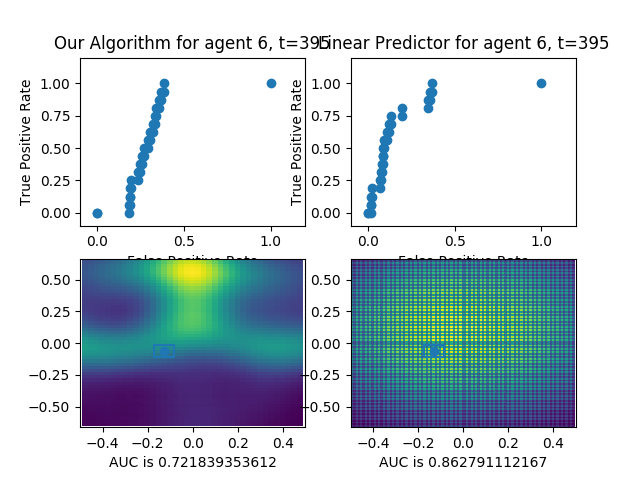 Our Algorithm for agent 6, t=395
Linear Predictor for agent 6, t=395
True Positive Rate
1.00
0.75
0.50
0.25
0.00
0.0 0.5 1.0
False Positive Rate
True Positive Rate
1.00
0.75
0.50
0.25
0.00
0.0 0.5 1.0
False Positive Rate
0.50
0.25
0.00
−0.25
−0.50
−0.4 −0.2 0.0 0.2 0.4
AUC is 0.721839353612
0.50
0.25
0.00
−0.25
−0.50
−0.4 −0.2 0.0 0.2 0.4
AUC is 0.862791112167